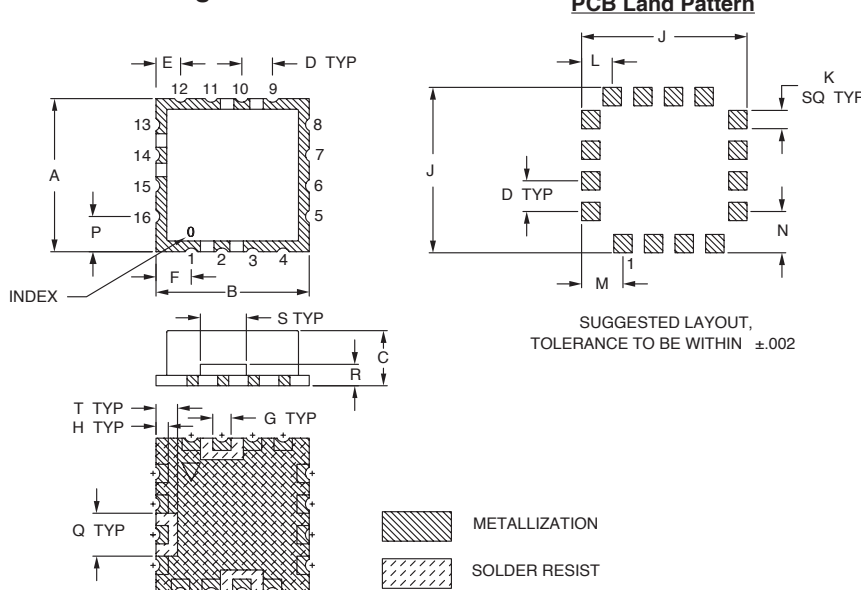 PCB Land Pattern
E
D TYP
12 11 10 9
13
14
15
16
A
P
8
7
6
5
0
1 2 3 4
F
B
INDEX
J
L
K
SQ TYP
J
D TYP
N
1
M
SUGGESTED LAYOUT,
TOLERANCE TO BE WITHIN ±.002
S TYP
C
R
T TYP
H TYP
G TYP
Q TYP
METALLIZATION
SOLDER RESIST